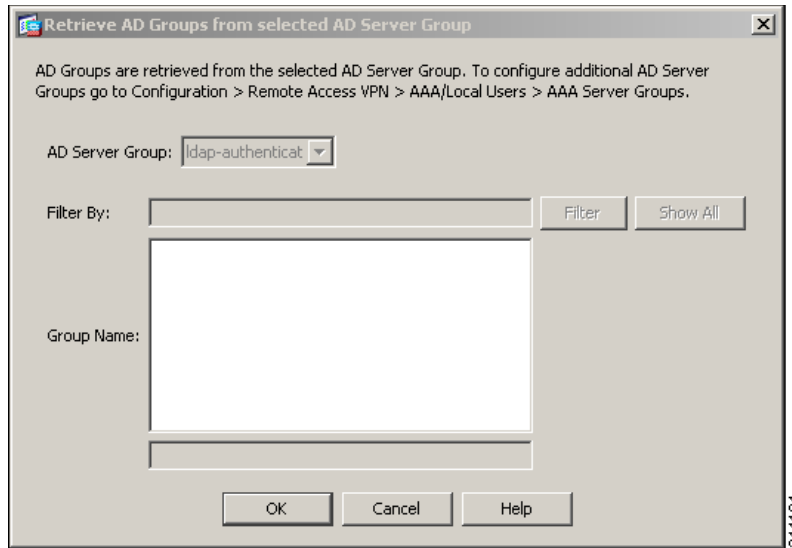 Retrieve AD Groups from selected AD Server Group
AD Groups are retrieved from the selected AD Server Group. To configure additional AD Server
Groups go to Configuration > Remote Access VPN > AAA/Local Users > AAA Server Groups.
AD Server Group: ldap-authenticat
Filter By: Filter Show All
Group Name:
OK Cancel Help